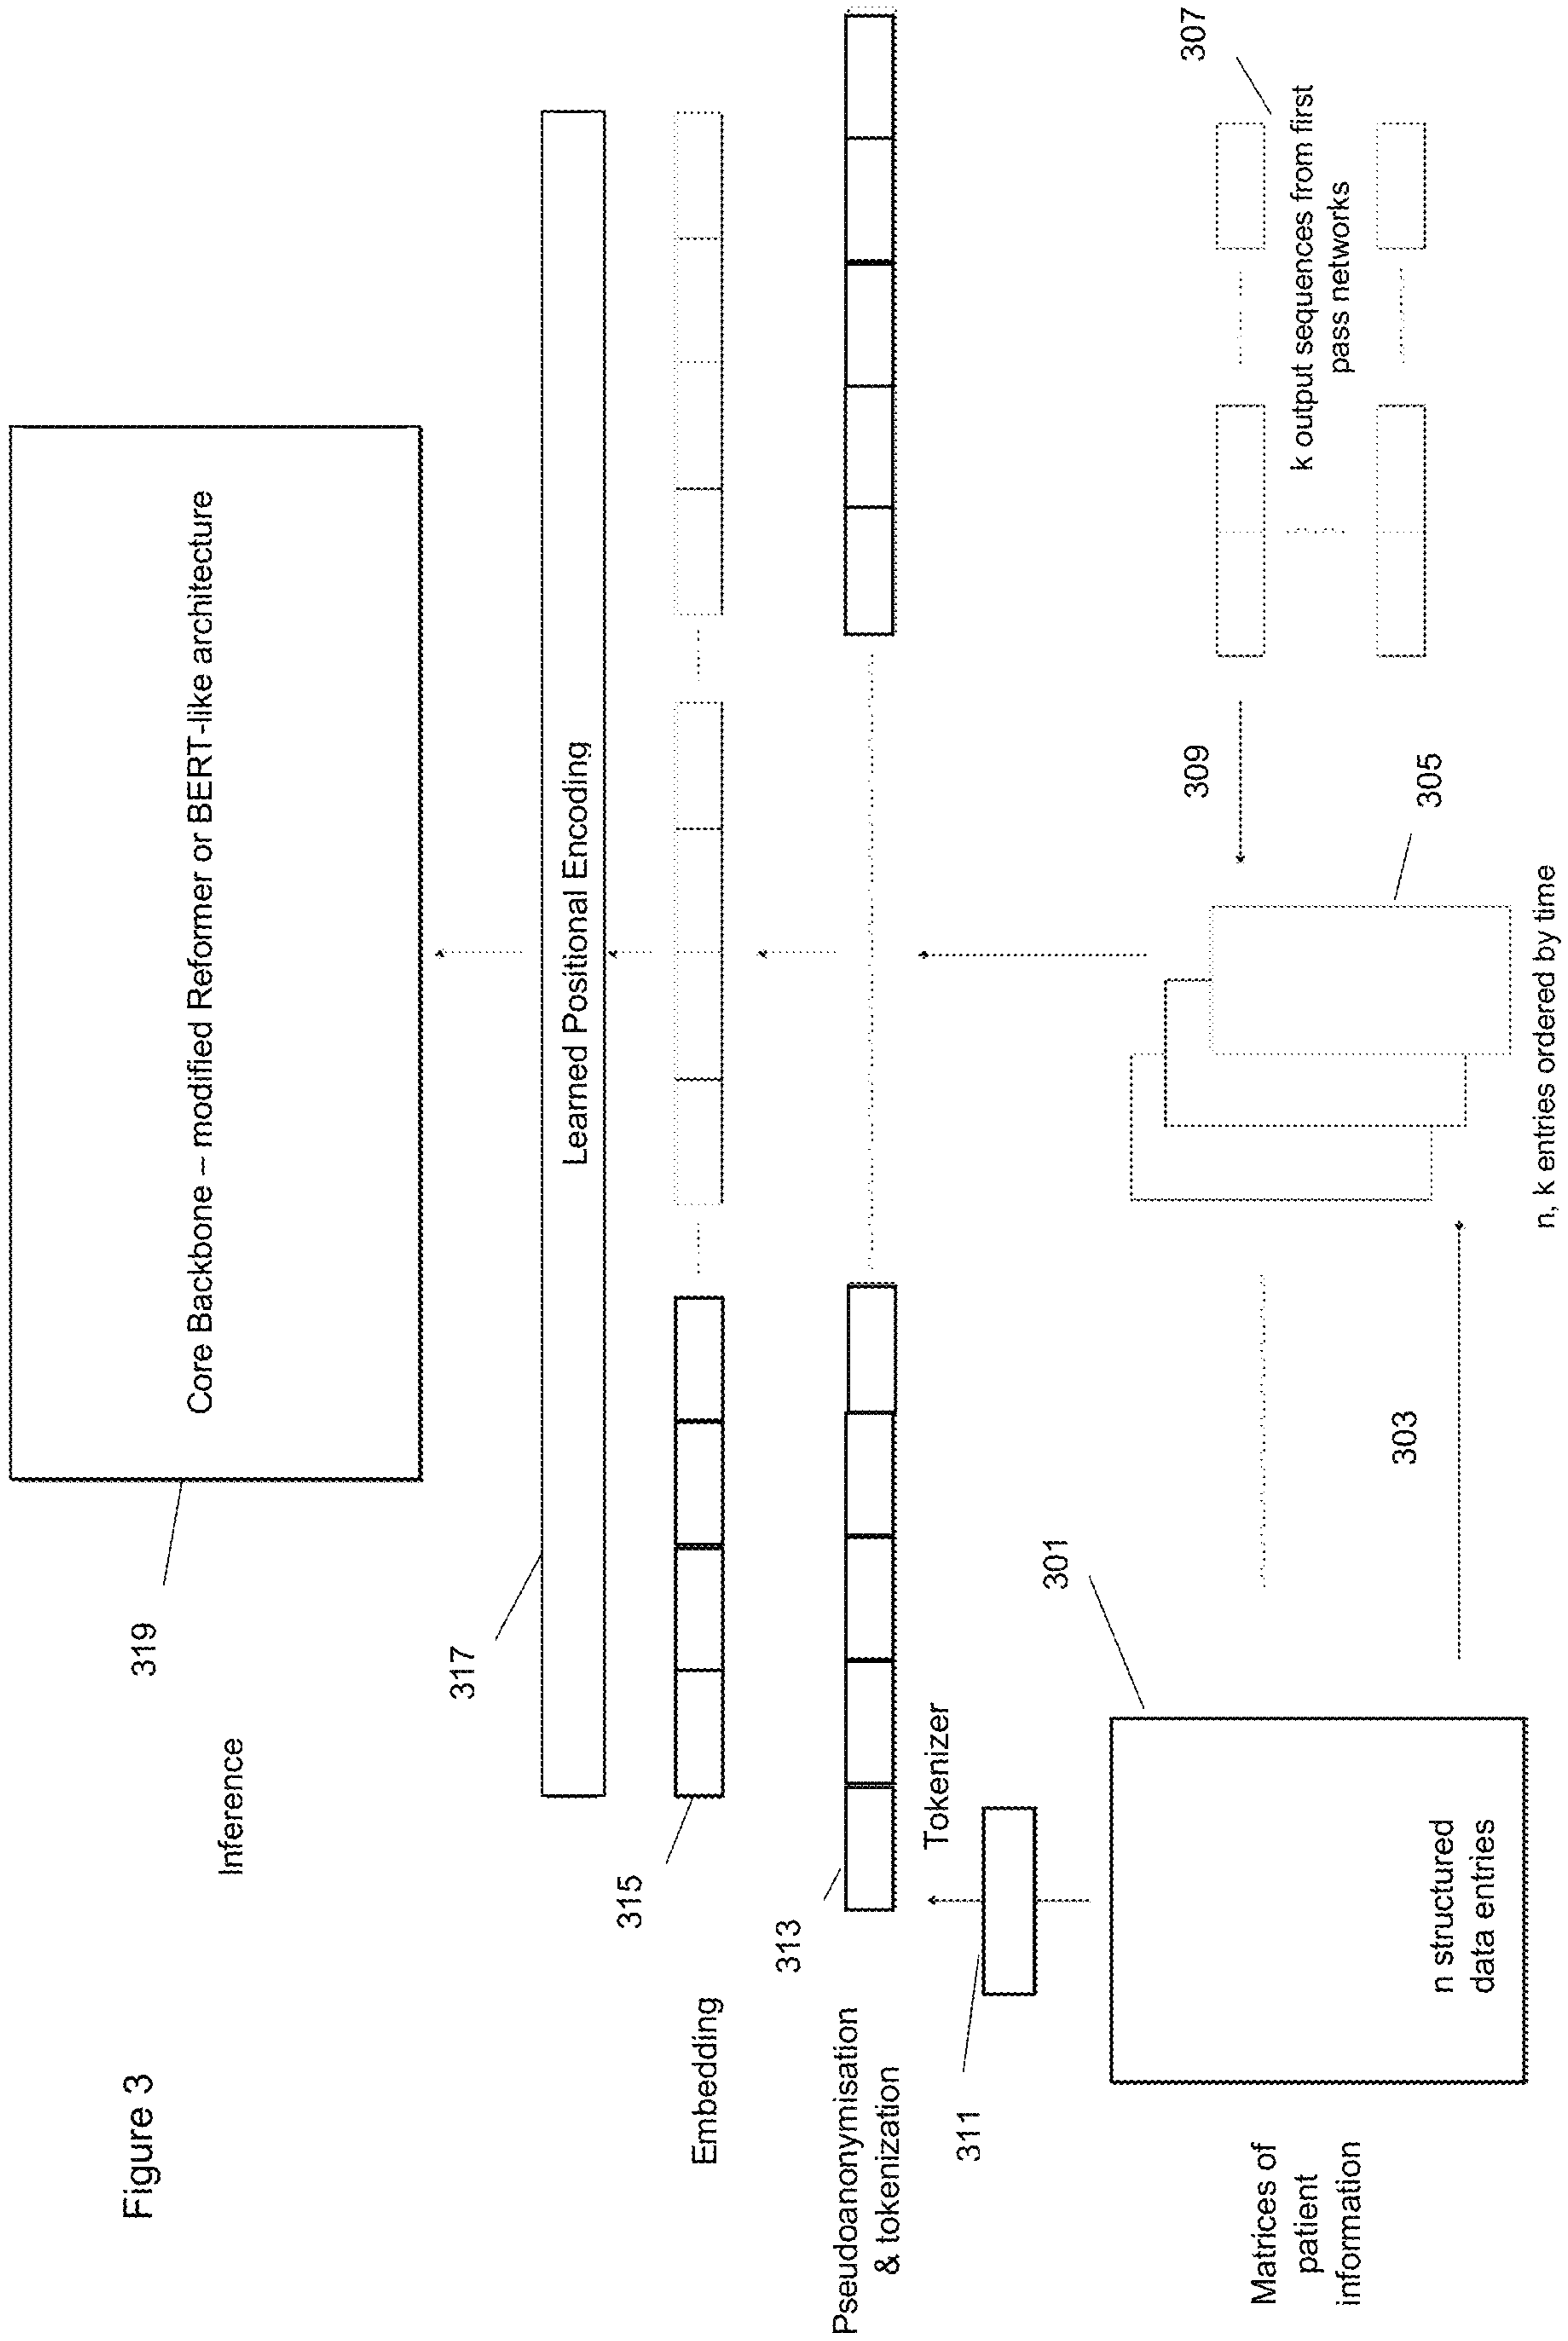 Figure 3
Inference
319
Core Backbone – modified Reformer or BERT-like architecture
317
Learned Positional Encoding
Embedding
315
Pseudoanonymisation
& tokenization
313
Tokenizer
311
Matrices of
patient
information
n structured
data entries
301
303
309
305
n, k entries ordered by time
307
k output sequences from first
pass networks